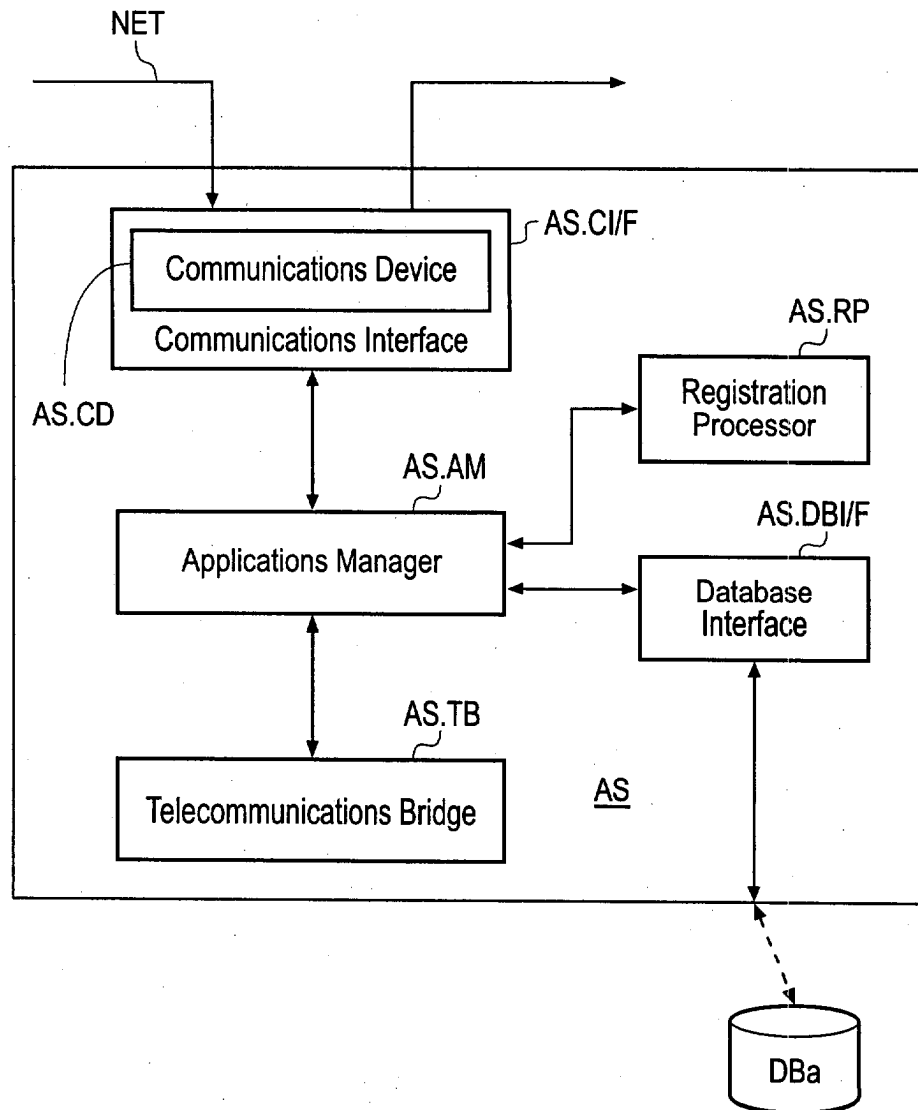 NET
AS.CI/F
Communications Device
Communications Interface
AS.CD
AS.RP
Registration
Processor
AS.AM
Applications Manager
AS.DBI/F
Database
Interface
AS.TB
Telecommunications Bridge
AS
DBa